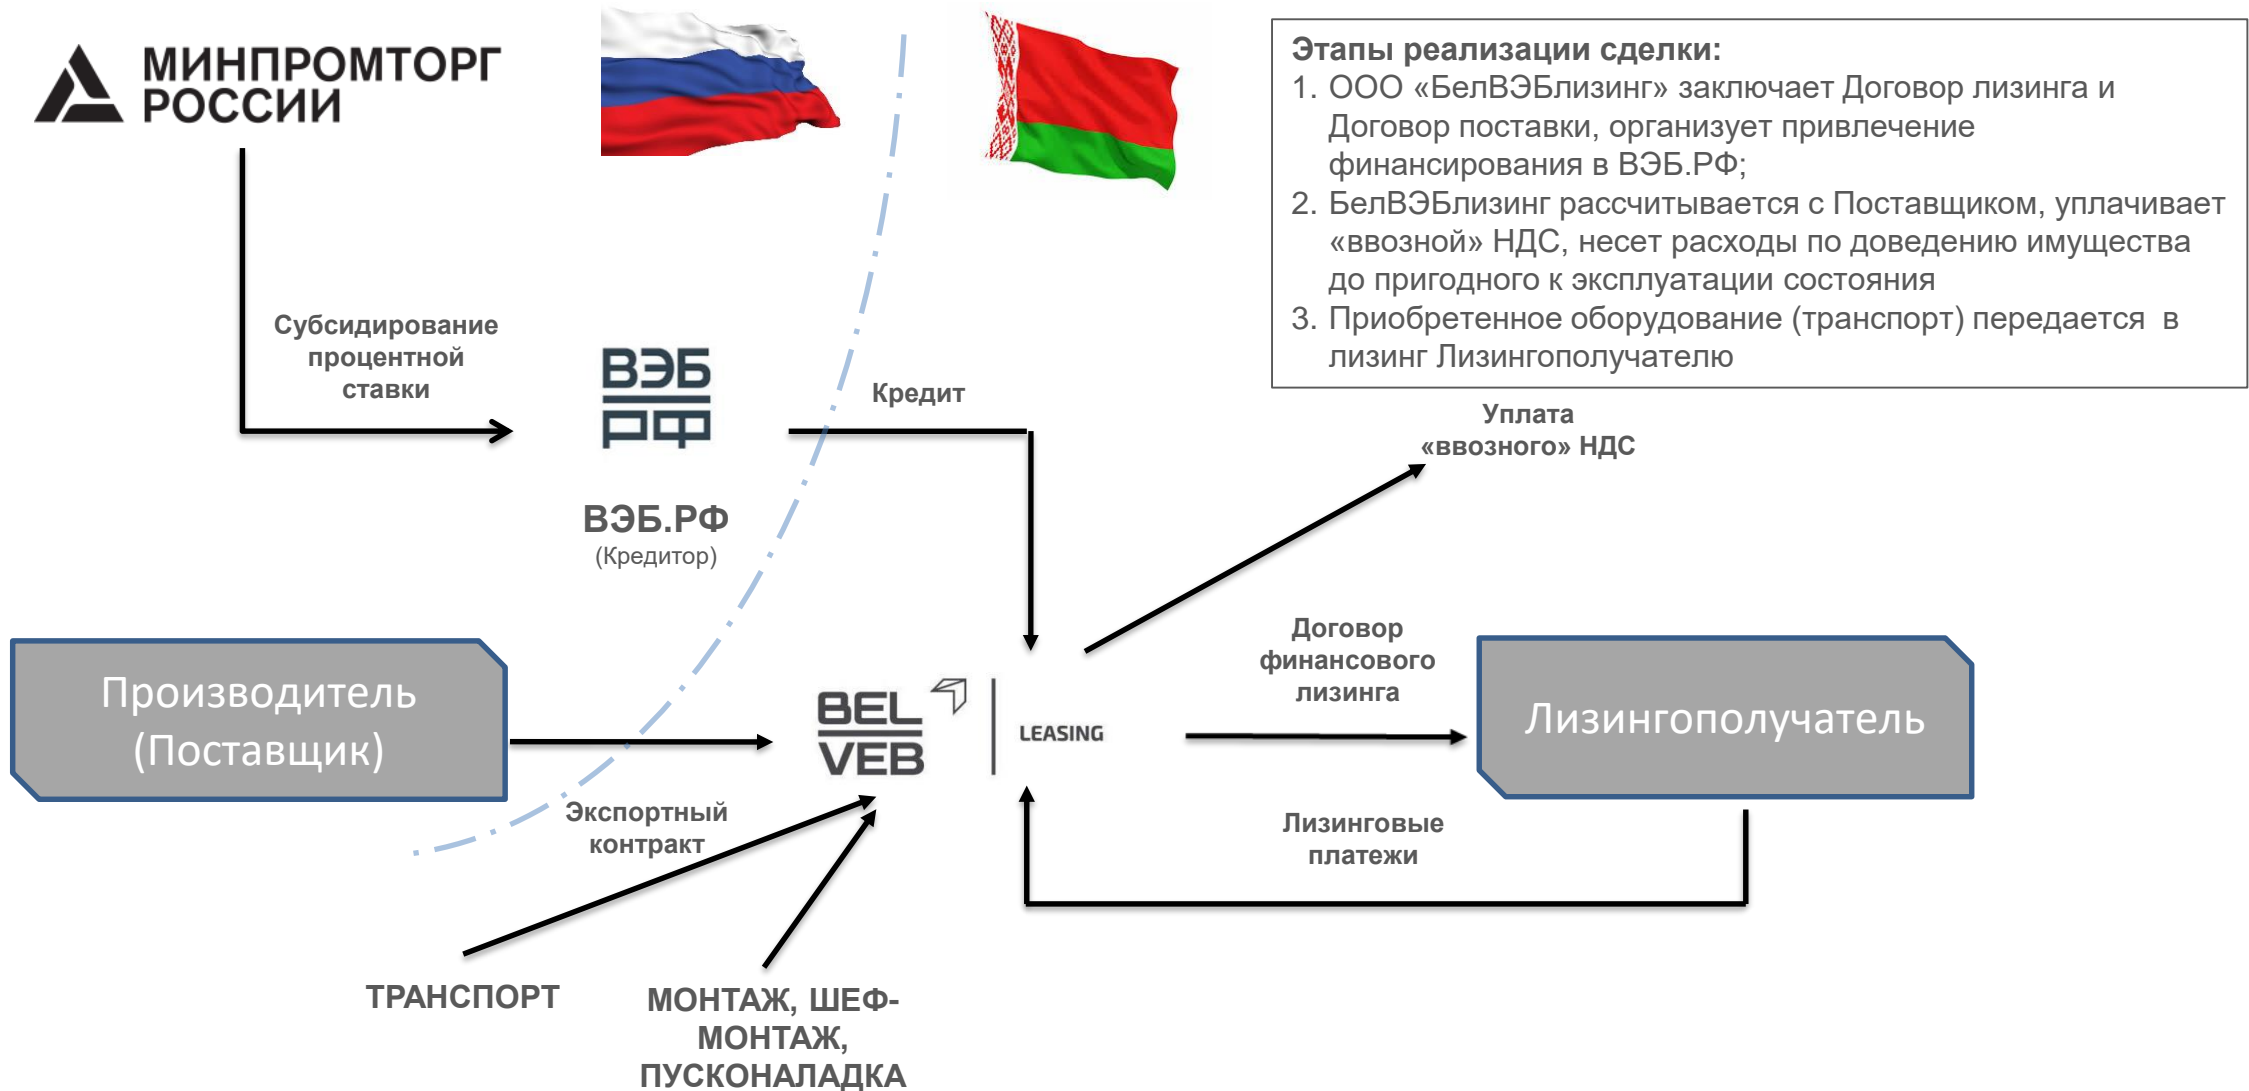 МИНПРОМТОРГ
РОССИИ
Этапы реализации сделки:
1. ООО «БелВЭБлизинг» заключает Договор лизинга и
Договор поставки, организует привлечение
финансирования в ВЭБ.РФ;
2. БелВЭБлизинг рассчитывается с Поставщиком, уплачивает
«ввозной» НДС, несет расходы по доведению имущества
до пригодного к эксплуатации состояния
3. Приобретенное оборудование (транспорт) передается в
лизинг Лизингополучателю
Субсидирование
процентной
ставки
ВЭБ
РФ
ВЭБ.РФ
(Кредитор)
Кредит
Уплата
«ввозного» НДС
Производитель
(Поставщик)
BEL
VEB
LEASING
Договор
финансового
лизинга
Лизингополучатель
Экспортный
контракт
Лизинговые
платежи
ТРАНСПОРТ
МОНТАЖ, ШЕФ-
МОНТАЖ,
ПУСКОНАЛАДКА